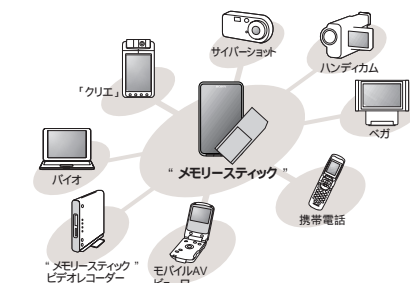 サイバーショット
ハンディカム
「クリエ」
ベガ
“ メモリースティック ”
バイオ
携帯電話
“ メモリースティック ”
ビデオレコーダー
モバイルAV